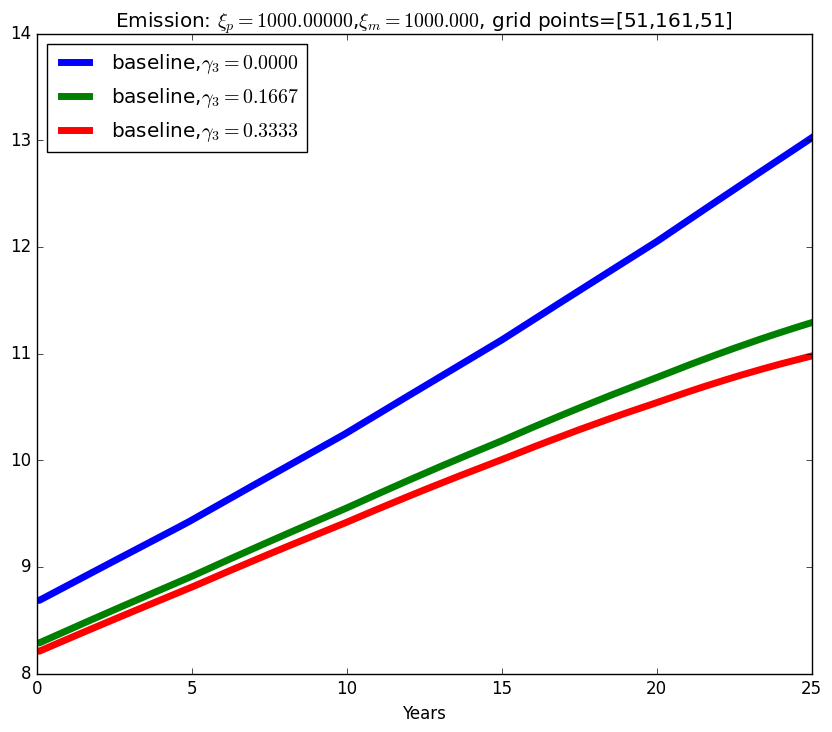 Emission: ξ_p = 1000.00000,ξ_m = 1000.000, grid points=[51,161,51]
14
baseline,γ_3 = 0.0000
baseline,γ_3 = 0.1667
baseline,γ_3 = 0.3333
13
12
11
10
9
8
0 5 10 15 20 25
Years